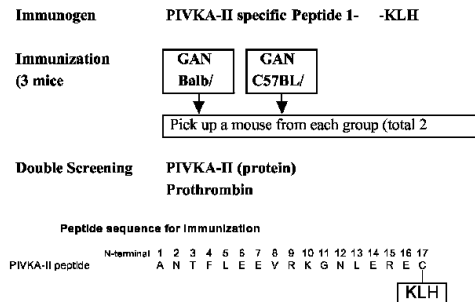 Immunogen PIVKA-II specific Peptide 1- -KLH
Immunization
(3 mice
GAN
Balb/
GAN
C57BL/
Pick up a mouse from each group (total 2
Double Screening PIVKA-II (protein)
Prothrombin
Peptide sequence for Immunization
N-terminal 1 2 3 4 5 6 7 8 9 10 11 12 13 14 15 16 17
PIVKA-II peptide A N T F L E E V R K G N L E R E C
KLH